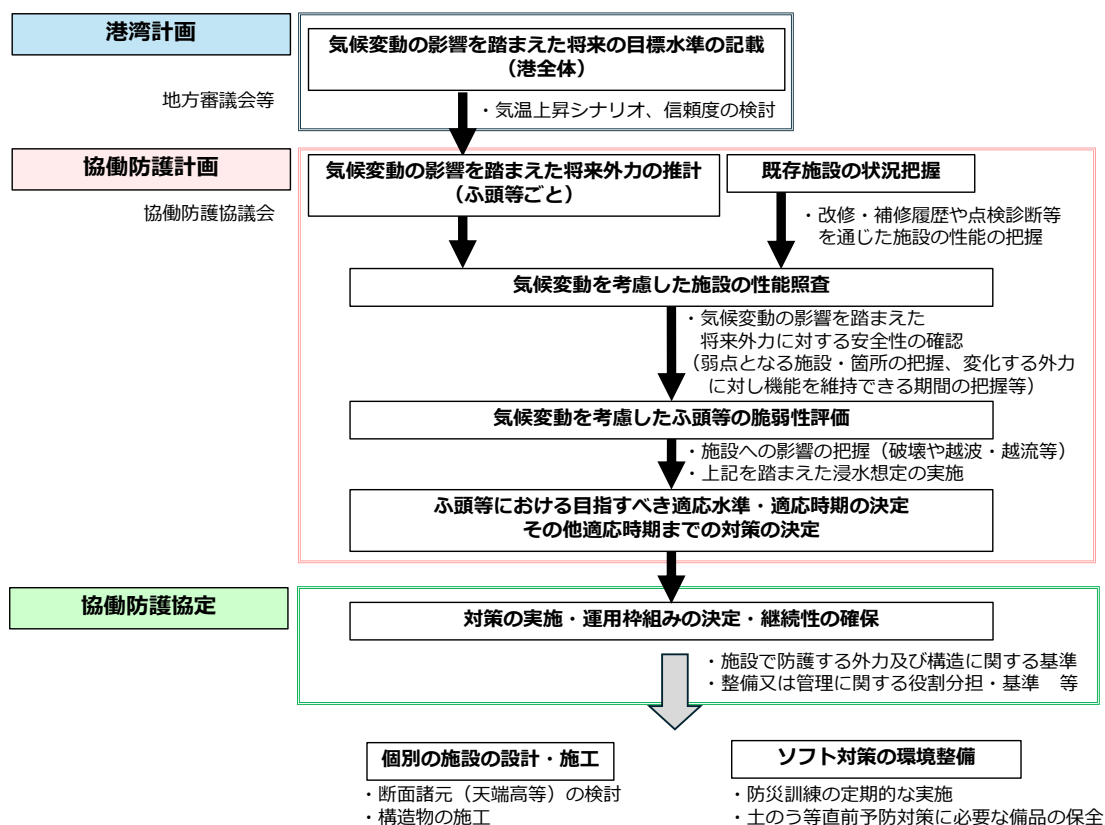 港湾計画
地方審議会等
気候変動の影響を踏まえた将来の目標水準の記載
（港全体）
・気温上昇シナリオ、信頼度の検討
協働防護計画
協働防護協議会
気候変動の影響を踏まえた将来外力の推計
（ふ頭等ごと）
既存施設の状況把握
・改修・補修履歴や点検診断等
を通じた施設の性能の把握
気候変動を考慮した施設の性能照査
・気候変動の影響を踏まえた
将来外力に対する安全性の確認
（弱点となる施設・箇所の把握、変化する外力
に対し機能を維持できる期間の把握等）
気候変動を考慮したふ頭等の脆弱性評価
・施設への影響の把握（破壊や越波・越流等）
・上記を踏まえた浸水想定の実施
ふ頭等における目指すべき適応水準・適応時期の決定
その他適応時期までの対策の決定
協働防護協定
対策の実施・運用枠組みの決定・継続性の確保
・施設で防護する外力及び構造に関する基準
・整備又は管理に関する役割分担・基準　等
個別の施設の設計・施工
・断面諸元（天端高等）の検討
・構造物の施工
ソフト対策の環境整備
・防災訓練の定期的な実施
・土のう等直前予防対策に必要な備品の保全